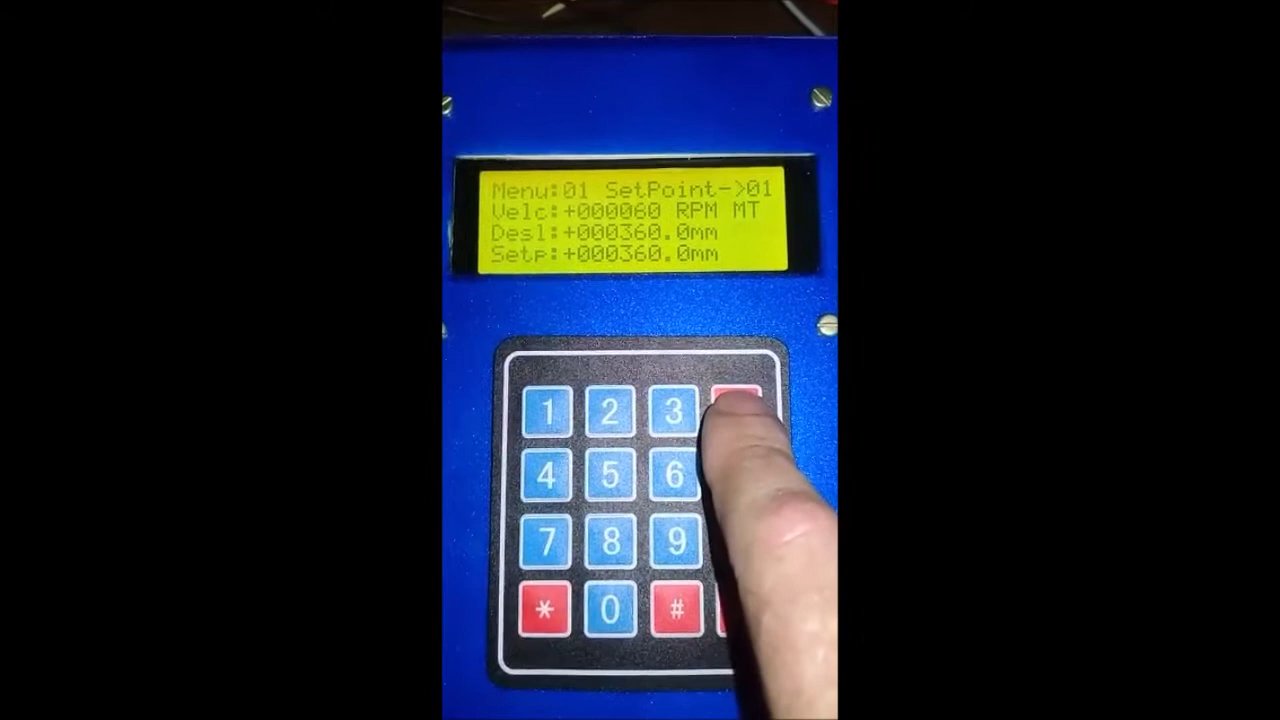 Menu:01 SetPoint->01
Velc:+000060 RPM MT
Desl:+000360.0mm
Setp:+000360.0mm
1 2 3
4 5 6
7 8 9
* 0 #